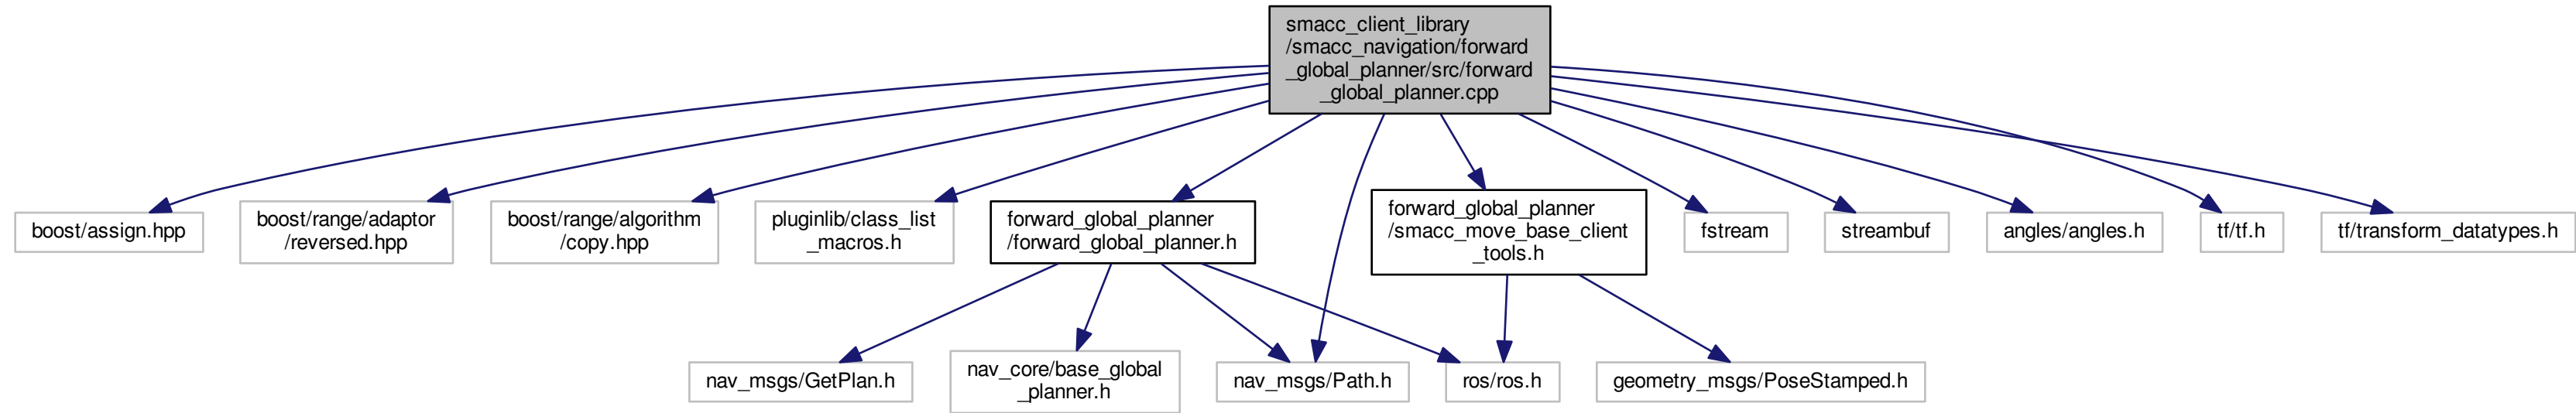 smacc_client_library
/smacc_navigation/forward
_global_planner/src/forward
_global_planner.cpp
boost/assign.hpp
boost/range/adaptor
/reversed.hpp
boost/range/algorithm
/copy.hpp
pluginlib/class_list
_macros.h
forward_global_planner
/forward_global_planner.h
forward_global_planner
/smacc_move_base_client
_tools.h
fstream
streambuf
angles/angles.h
tf/tf.h
tf/transform_datatypes.h
nav_msgs/GetPlan.h
nav_core/base_global
_planner.h
nav_msgs/Path.h
ros/ros.h
geometry_msgs/PoseStamped.h